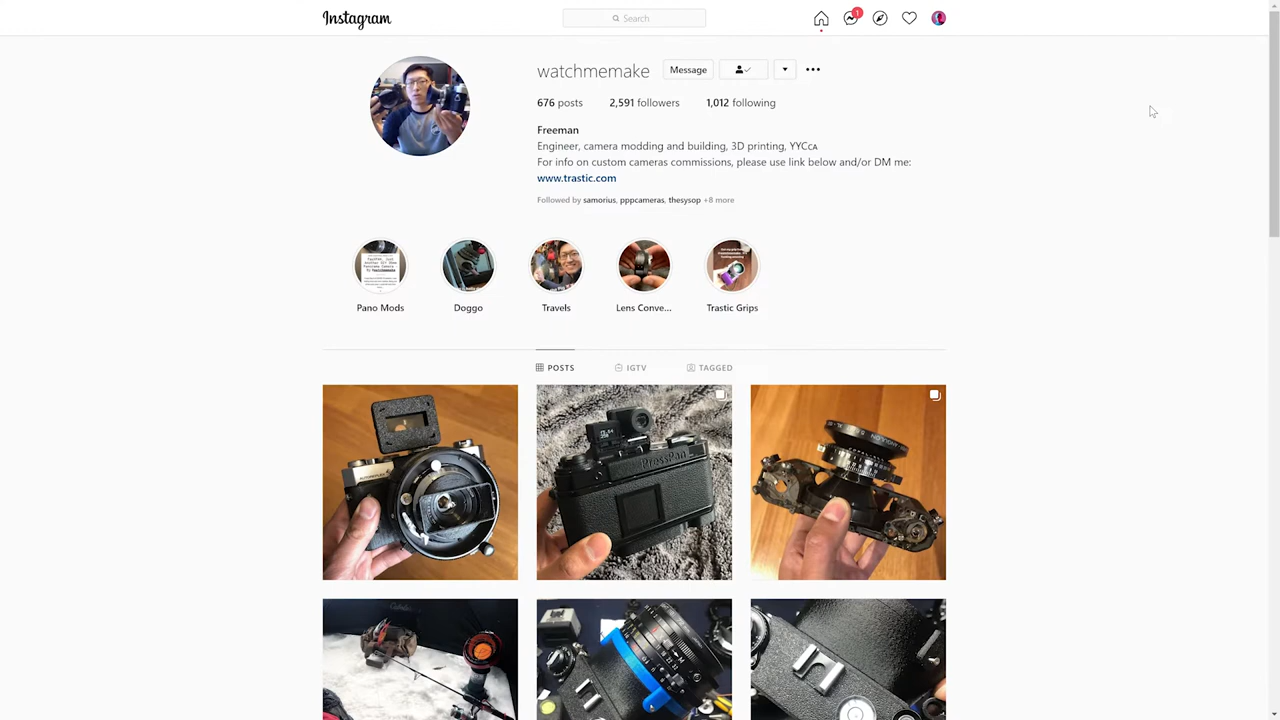 Instagram
Search
1
watchmemake
Message
676 posts 2,591 followers 1,012 following
Freeman
Engineer, camera modding and building, 3D printing, YYC🇨🇦
For info on custom cameras commissions, please use link below and/or DM me:
www.trastic.com
Followed by samorius, pppcameras, thesysop +8 more
Pano Mods
Doggo
Travels
Lens Conve...
Trastic Grips
POSTS
IGTV
TAGGED
PressPan